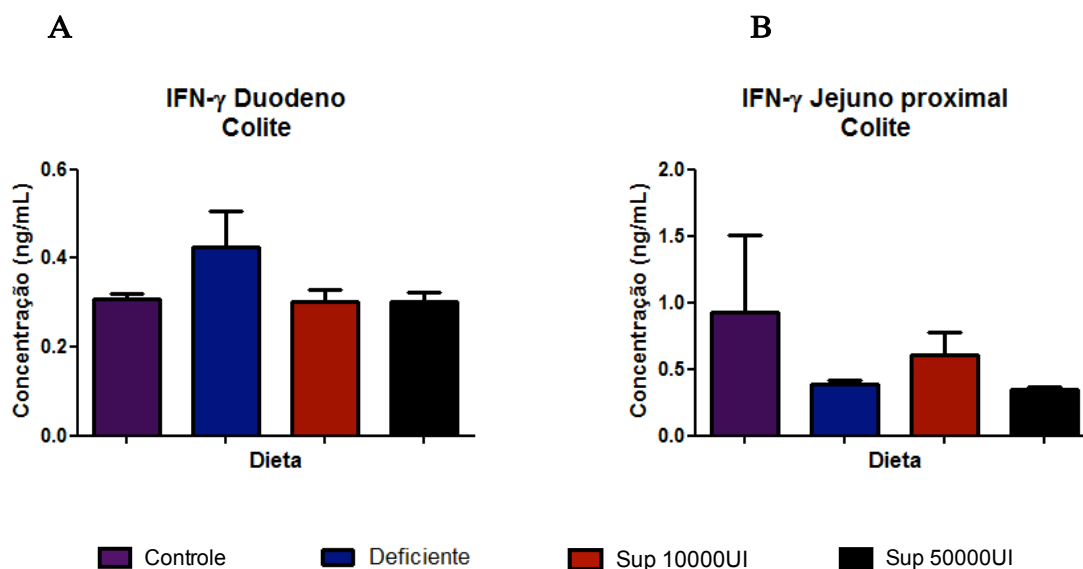 A
B
IFN-γ Duodeno
Colite
Concentração (ng/mL)
0.6
0.4
0.2
0.0
Dieta
IFN-γ Jejuno proximal
Colite
Concentração (ng/mL)
2.0
1.5
1.0
0.5
0.0
Dieta
Controle
Deficiente
Sup 10000UI
Sup 50000UI